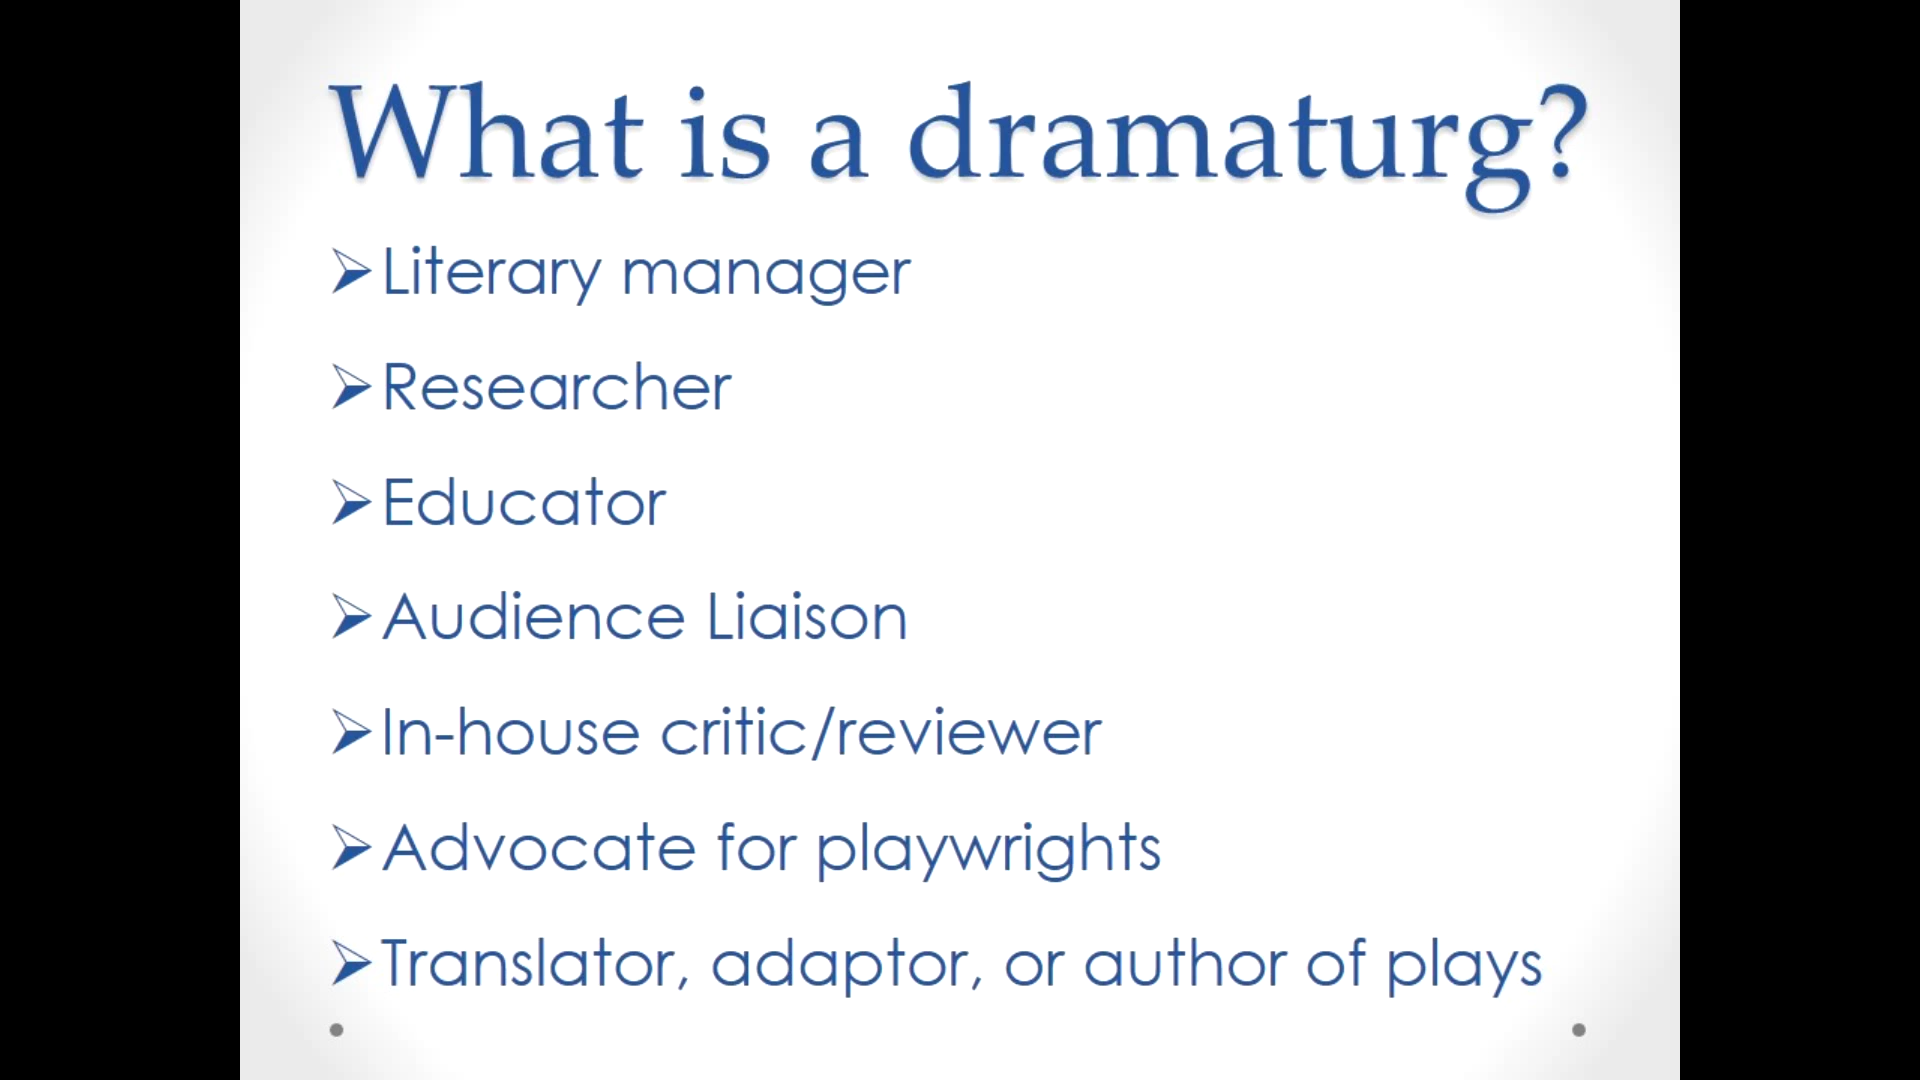 What is a dramaturg?
Literary manager
Researcher
Educator
Audience Liaison
In-house critic/reviewer
Advocate for playwrights
Translator, adaptor, or author of plays